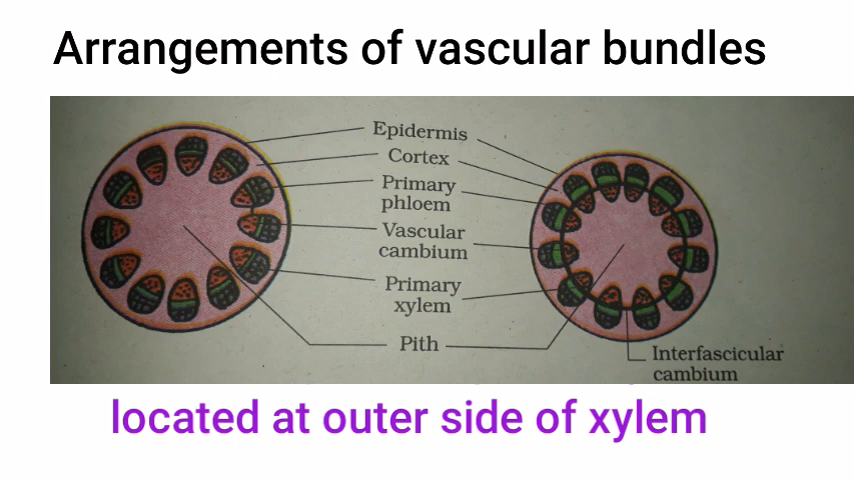 Arrangements of vascular bundles
Epidermis
Cortex
Primary
phloem
Vascular
cambium
Primary
xylem
Pith
Interfascicular
cambium
located at outer side of xylem